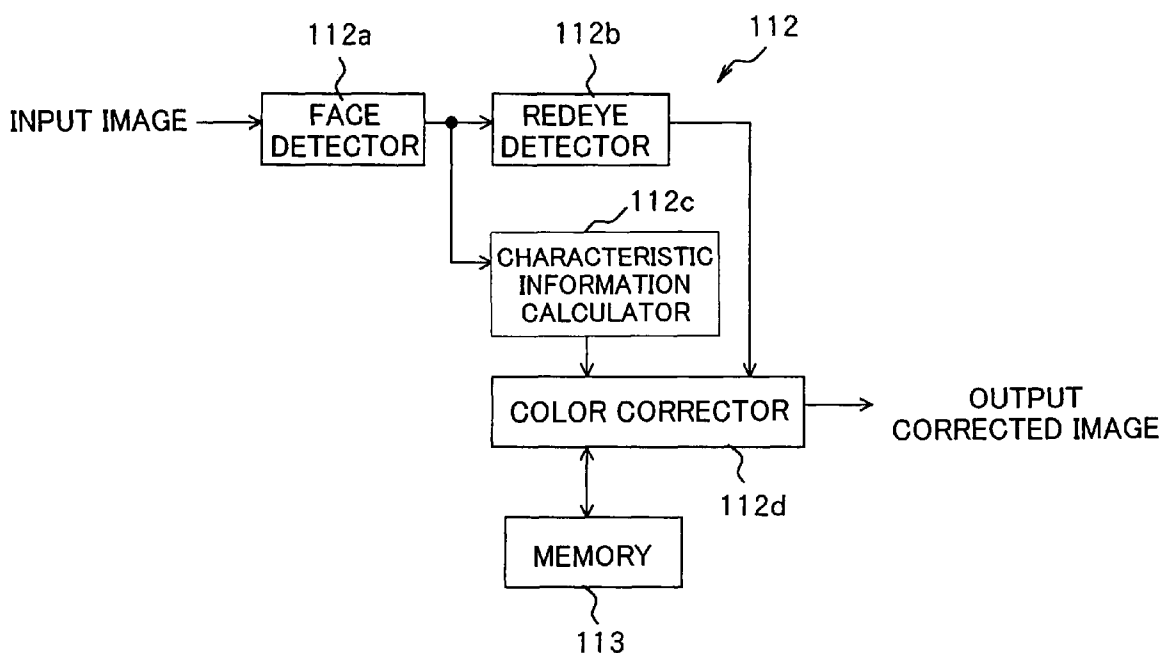 112a
112b
112
INPUT IMAGE
FACE
DETECTOR
REDEYE
DETECTOR
112c
CHARACTERISTIC
INFORMATION
CALCULATOR
COLOR CORRECTOR
OUTPUT
CORRECTED IMAGE
112d
MEMORY
113